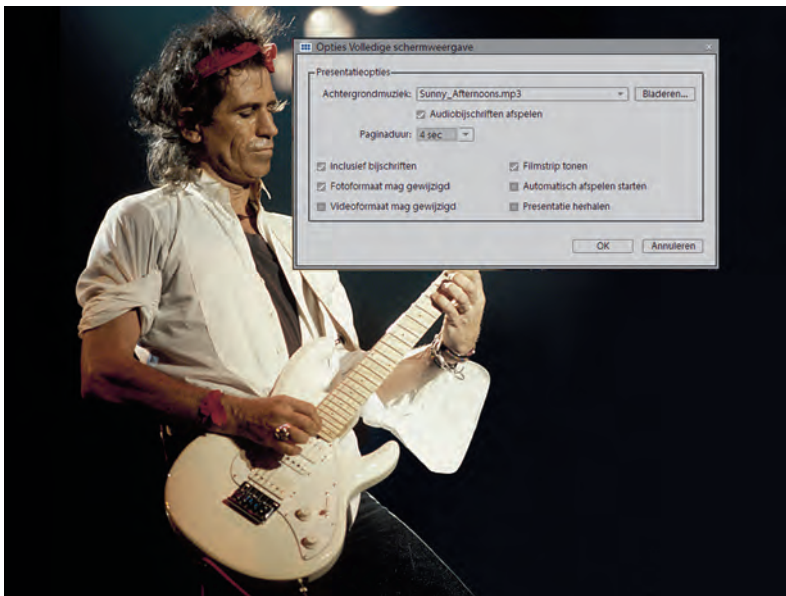 Opties Volledige schermweergave
Presentatieopties
Achtergrondmuziek: Sunny_Afternoons.mp3 Bladeren...
Audiobijschriften afspelen
Paginaduur: 4 sec
Inclusief bijschriften Filmstrip tonen
Fotoformaat mag gewijzigd Automatisch afspelen starten
Videoformaat mag gewijzigd Presentatie herhalen
OK Annuleren